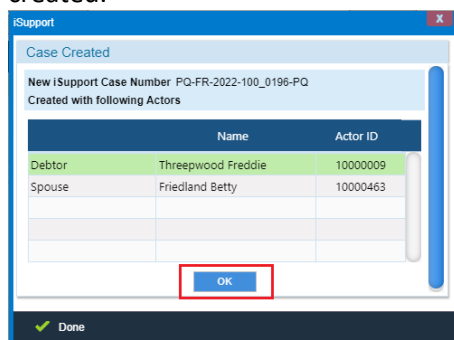 created.
iSupport X
Case Created
New iSupport Case Number PQ-FR-2022-100_0196-PQ
Created with following Actors
Name Actor ID
Debtor Threepwood Freddie 10000009
Spouse Friedland Betty 10000463
OK
Done